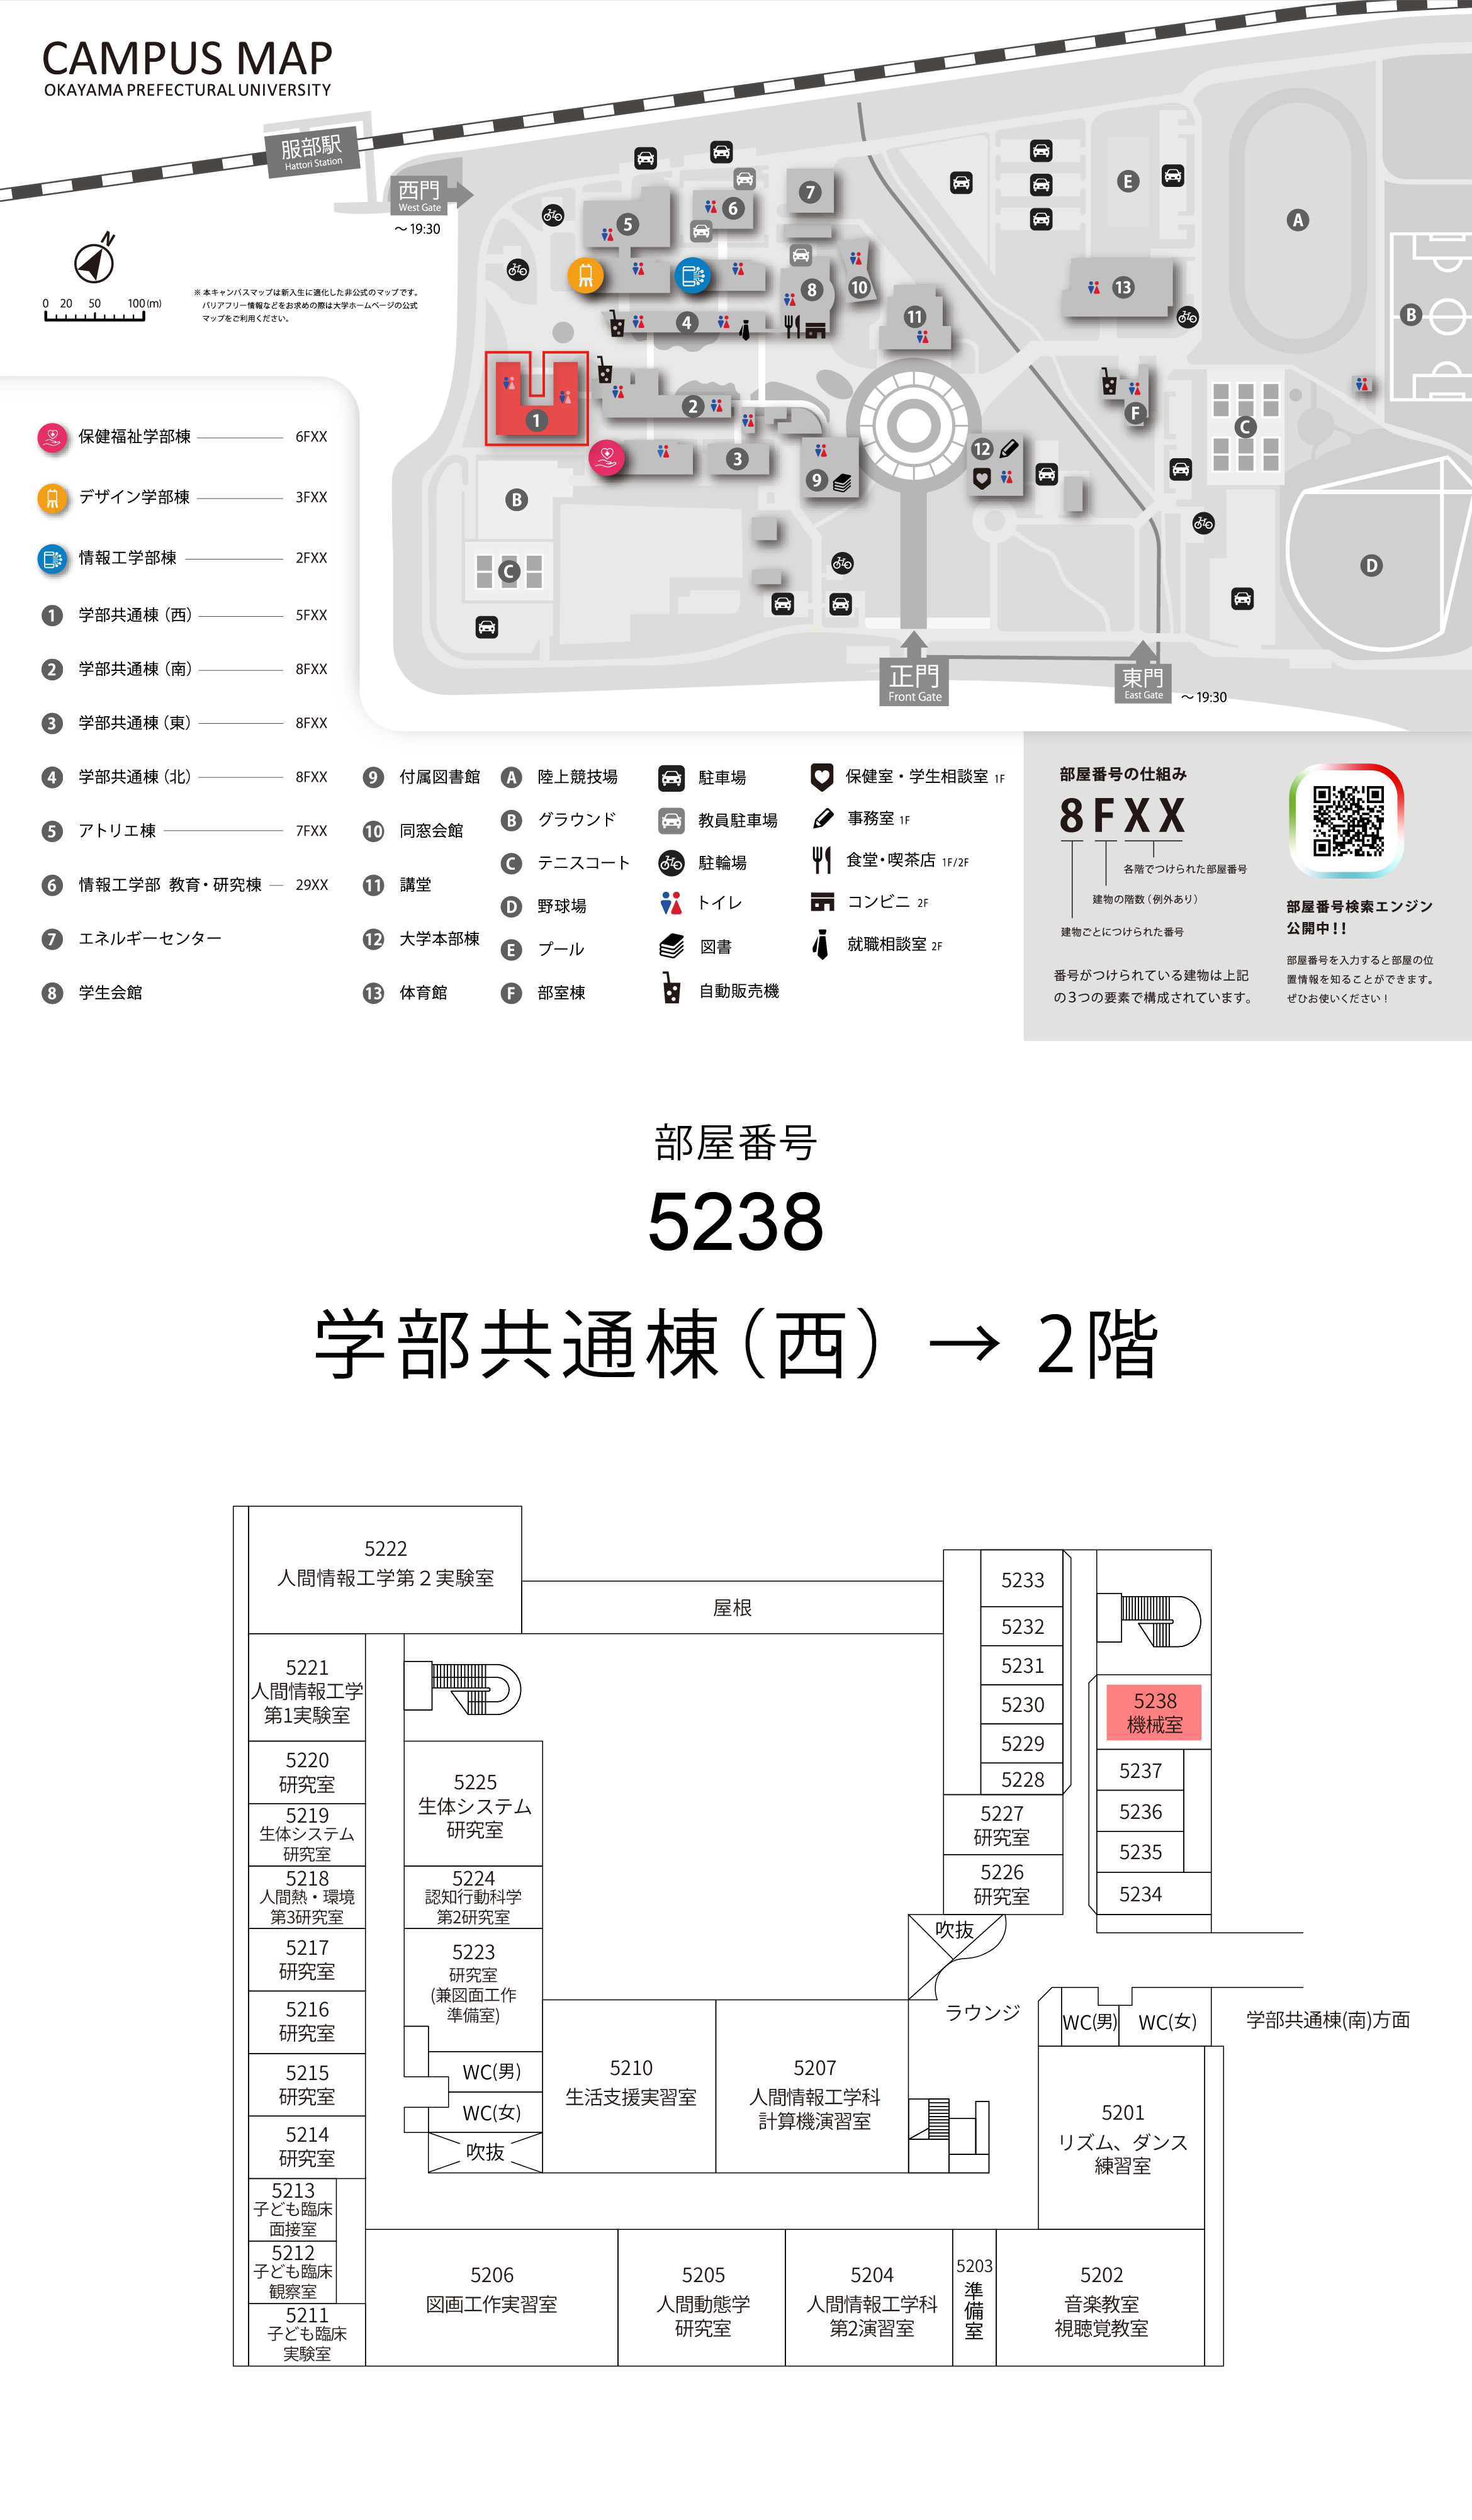 CAMPUS MAP
OKAYAMA PREFECTURAL UNIVERSITY
服部駅
Hattori Station
西門
West Gate
～19:30
N
0 20 50 100(m)
※ 本キャンパスマップは新入生に適化した非公式のマップです。
バリアフリー情報などをお求めの際は大学ホームページの公式
マップをご利用ください。
5
6
7
8
10
4
11
13
1
2
3
9
12
A
B
C
D
E
F
B
C
正門
Front Gate
東門
East Gate
～19:30
保健福祉学部棟 6FXX
デザイン学部棟 3FXX
情報工学部棟 2FXX
1 学部共通棟（西） 5FXX
2 学部共通棟（南） 8FXX
3 学部共通棟（東） 8FXX
4 学部共通棟（北） 8FXX
5 アトリエ棟 7FXX
6 情報工学部 教育・研究棟 29XX
7 エネルギーセンター
8 学生会館
9 付属図書館
10 同窓会館
11 講堂
12 大学本部棟
13 体育館
A 陸上競技場
B グラウンド
C テニスコート
D 野球場
E プール
F 部室棟
駐車場
教員駐車場
駐輪場
トイレ
図書
自動販売機
保健室・学生相談室 1F
事務室 1F
食堂・喫茶店 1F/2F
コンビニ 2F
就職相談室 2F
部屋番号の仕組み
8FXX
各階でつけられた部屋番号
建物の階数（例外あり）
建物ごとにつけられた番号
番号がつけられている建物は上記
の３つの要素で構成されています。
部屋番号検索エンジン
公開中！！
部屋番号を入力すると部屋の位
置情報を知ることができます。
ぜひお使いください！
部屋番号
5238
学部共通棟（西） → 2階
5222
人間情報工学第２実験室
屋根
5221
人間情報工学
第1実験室
5220
研究室
5219
生体システム
研究室
5218
人間熱・環境
第3研究室
5217
研究室
5216
研究室
5215
研究室
5214
研究室
5213
子ども臨床
面接室
5212
子ども臨床
観察室
5211
子ども臨床
実験室
5225
生体システム
研究室
5224
認知行動科学
第2研究室
5223
研究室
(兼図面工作
準備室)
WC(男)
WC(女)
吹抜
5210
生活支援実習室
5207
人間情報工学科
計算機演習室
5233
5232
5231
5230
5229
5228
5227
研究室
5226
研究室
吹抜
ラウンジ
5238
機械室
5237
5236
5235
5234
WC(男)
WC(女)
学部共通棟(南)方面
5201
リズム、ダンス
練習室
5206
図画工作実習室
5205
人間動態学
研究室
5204
人間情報工学科
第2演習室
5203
準備室
5202
音楽教室
視聴覚教室